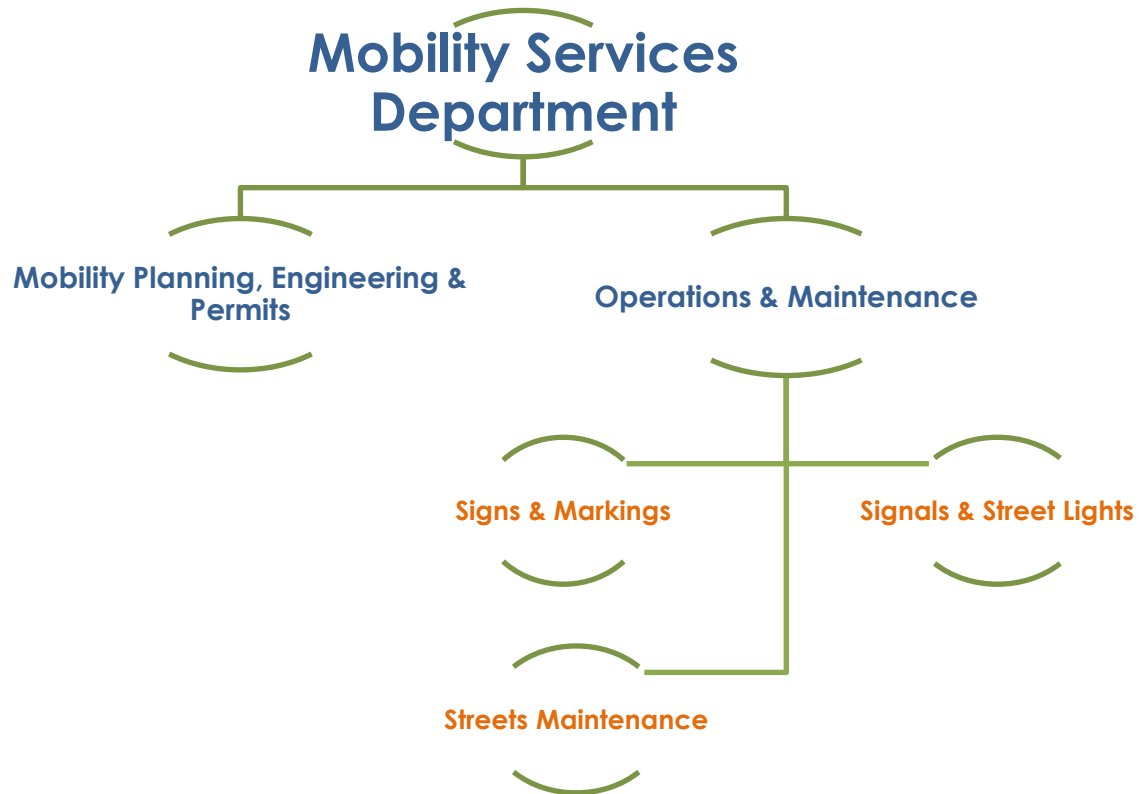 Mobility Services
Department
Mobility Planning, Engineering &
Permits
Operations & Maintenance
Signs & Markings
Signals & Street Lights
Streets Maintenance